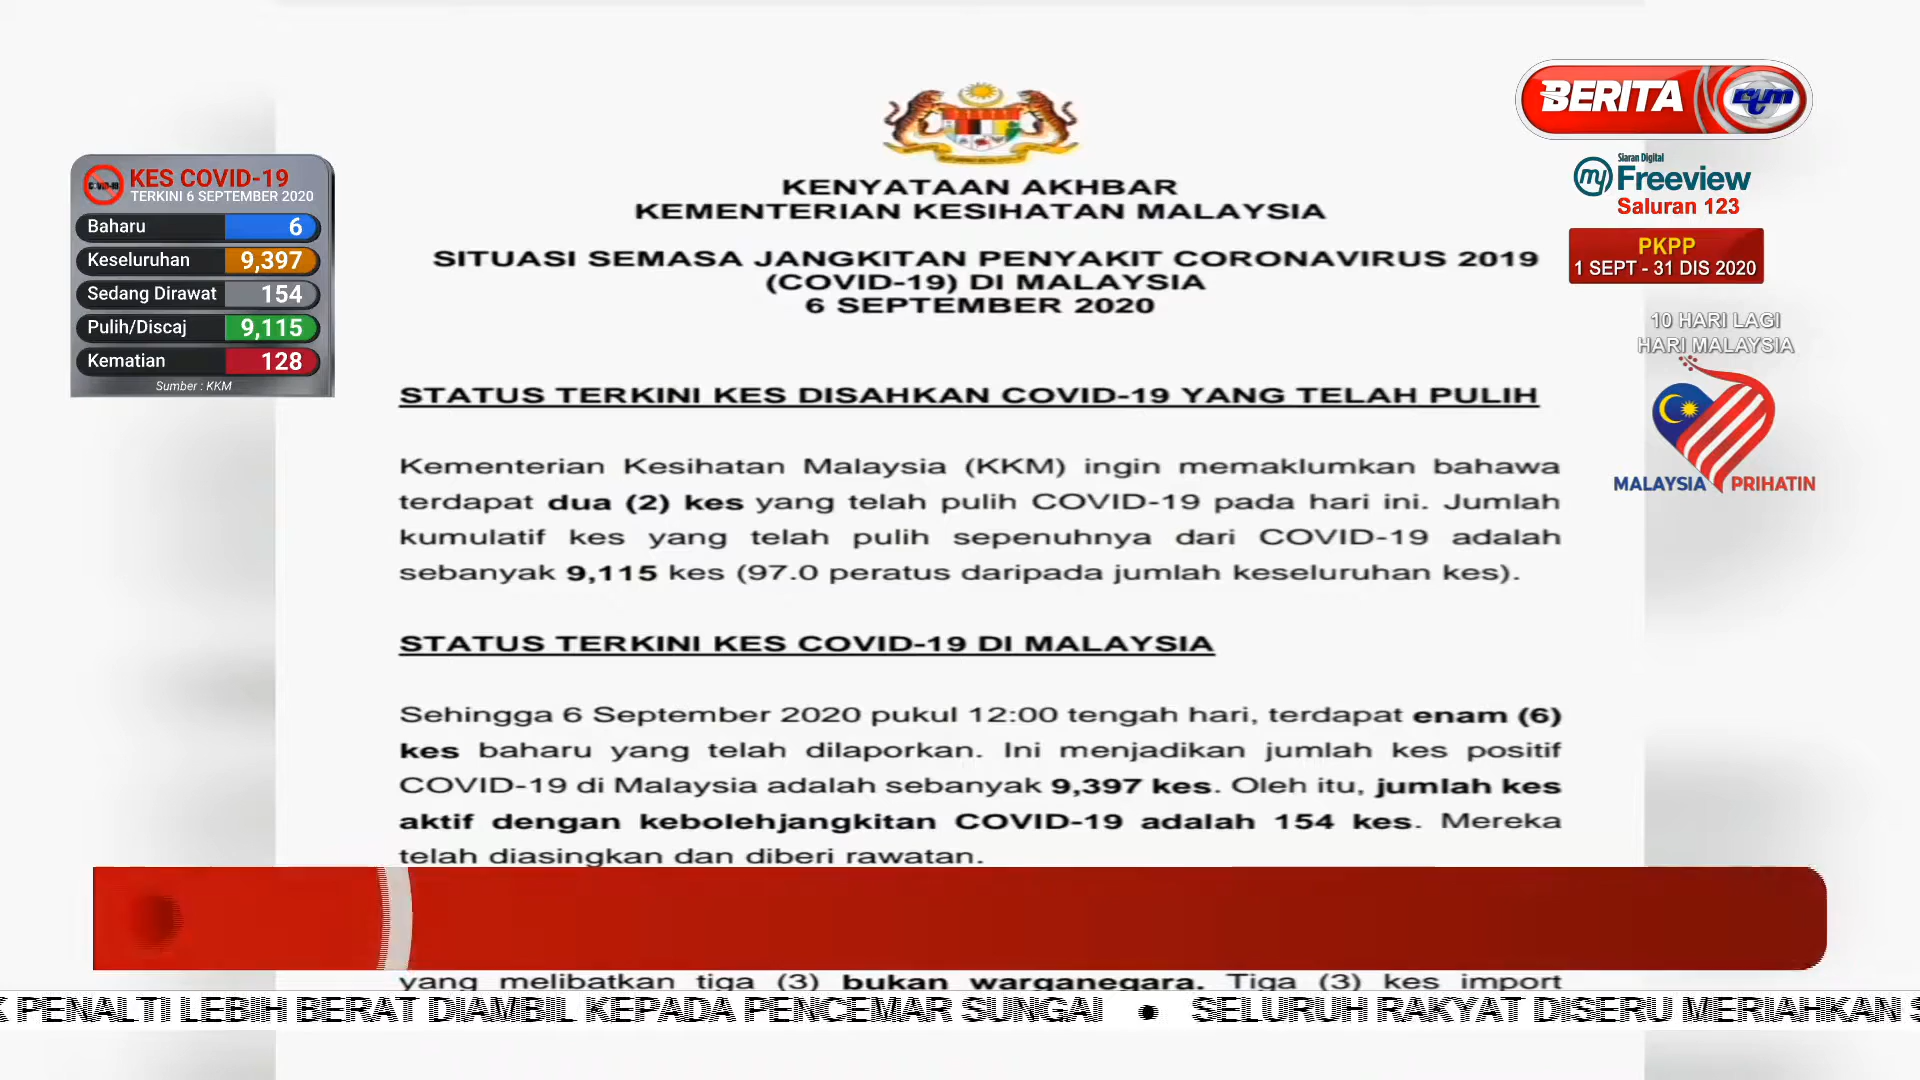 KENYATAAN AKHBAR
KEMENTERIAN KESIHATAN MALAYSIA
SITUASI SEMASA JANGKITAN PENYAKIT CORONAVIRUS 2019
(COVID-19) DI MALAYSIA
6 SEPTEMBER 2020
BERITA rtm
Siaran Digital
my Freeview
Saluran 123
PKPP
1 SEPT - 31 DIS 2020
10 HARI LAGI
HARI MALAYSIA
MALAYSIA PRIHATIN
COVID-19
KES COVID-19
TERKINI 6 SEPTEMBER 2020
Baharu 6
Keseluruhan 9,397
Sedang Dirawat 154
Pulih/Discaj 9,115
Kematian 128
Sumber : KKM
STATUS TERKINI KES DISAHKAN COVID-19 YANG TELAH PULIH
Kementerian Kesihatan Malaysia (KKM) ingin memaklumkan bahawa
terdapat dua (2) kes yang telah pulih COVID-19 pada hari ini. Jumlah
kumulatif kes yang telah pulih sepenuhnya dari COVID-19 adalah
sebanyak 9,115 kes (97.0 peratus daripada jumlah keseluruhan kes).
STATUS TERKINI KES COVID-19 DI MALAYSIA
Sehingga 6 September 2020 pukul 12:00 tengah hari, terdapat enam (6)
kes baharu yang telah dilaporkan. Ini menjadikan jumlah kes positif
COVID-19 di Malaysia adalah sebanyak 9,397 kes. Oleh itu, jumlah kes
aktif dengan kebolehjangkitan COVID-19 adalah 154 kes. Mereka
telah diasingkan dan diberi rawatan.
yang melibatkan tiga (3) bukan warganegara. Tiga (3) kes import
K PENALTI LEBIH BERAT DIAMBIL KEPADA PENCEMAR SUNGAI • SELURUH RAKYAT DISERU MERIAHKAN S